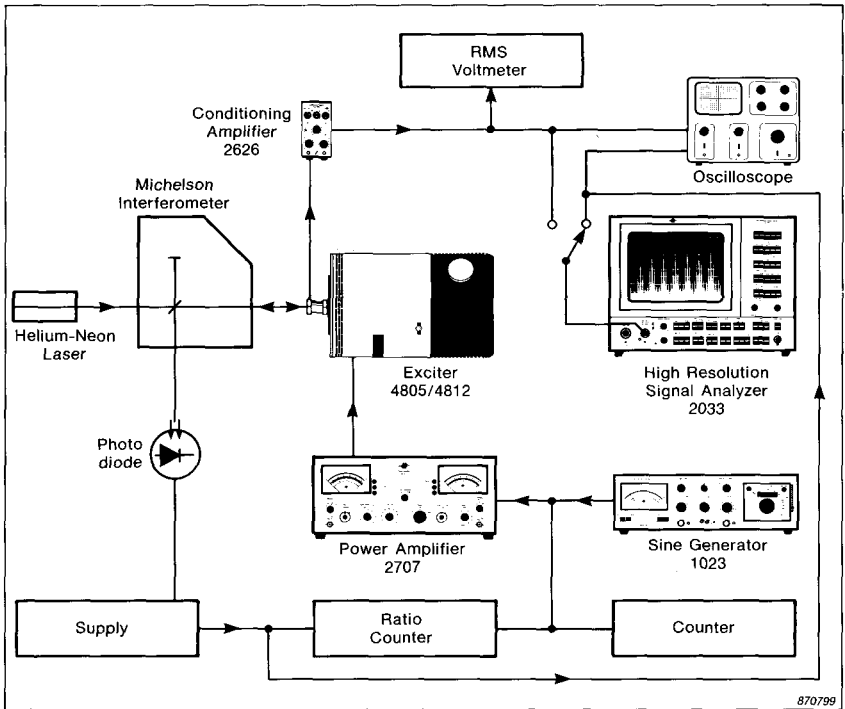 RMS
Voltmeter
Conditioning
Amplifier
2626
Oscilloscope
Michelson
Interferometer
Helium-Neon
Laser
Exciter
4805/4812
High Resolution
Signal Analyzer
2033
Photo
diode
Power Amplifier
2707
Sine Generator
1023
Supply
Ratio
Counter
Counter
870799